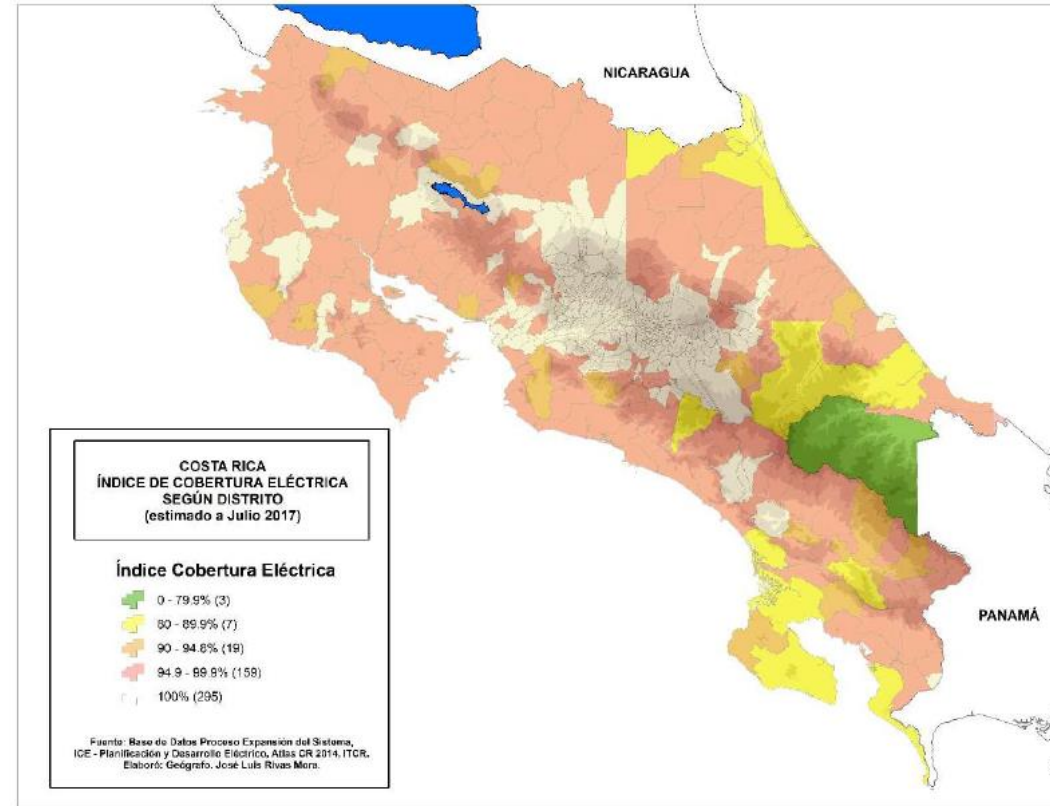 NICARAGUA
PANAMÁ
COSTA RICA
ÍNDICE DE COBERTURA ELÉCTRICA
SEGÚN DISTRITO
(estimado a Julio 2017)
Índice Cobertura Eléctrica
0 - 79.9% (3)
80 - 89.9% (7)
90 - 94.8% (19)
94.9 - 99.9% (159)
100% (295)
Fuente: Base de Datos Proceso Expansión del Sistema,
ICE - Planificación y Desarrollo Eléctrico, Atlas CR 2014, ITCR.
Elaboró: Geógrafo. José Luis Rivas Mora.